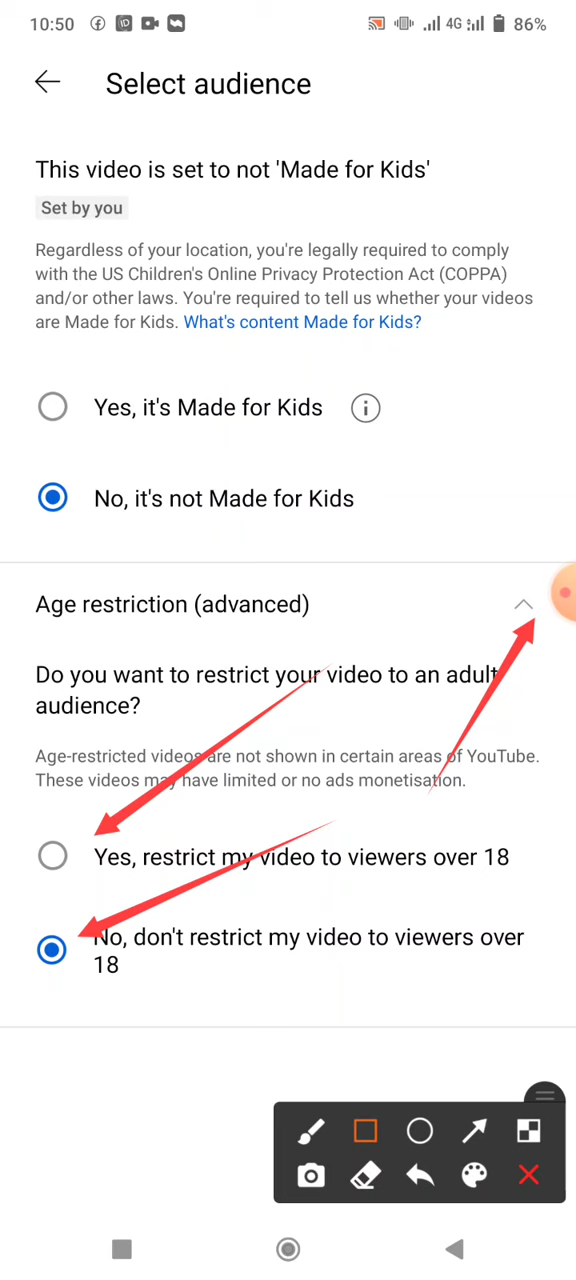 10:50
4G
86%
Select audience
This video is set to not 'Made for Kids'
Set by you
Regardless of your location, you're legally required to comply
with the US Children's Online Privacy Protection Act (COPPA)
and/or other laws. You're required to tell us whether your videos
are Made for Kids. What's content Made for Kids?
Yes, it's Made for Kids
No, it's not Made for Kids
Age restriction (advanced)
Do you want to restrict your video to an adult
audience?
Age-restricted videos are not shown in certain areas of YouTube.
These videos may have limited or no ads monetisation.
Yes, restrict my video to viewers over 18
No, don't restrict my video to viewers over
18